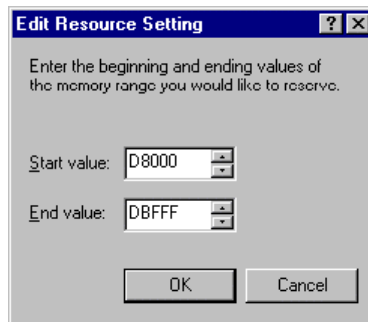 Edit Resource Setting
Enter the beginning and ending values of
the memory range you would like to reserve.
Start value: D8000
End value: DBFFF
OK Cancel